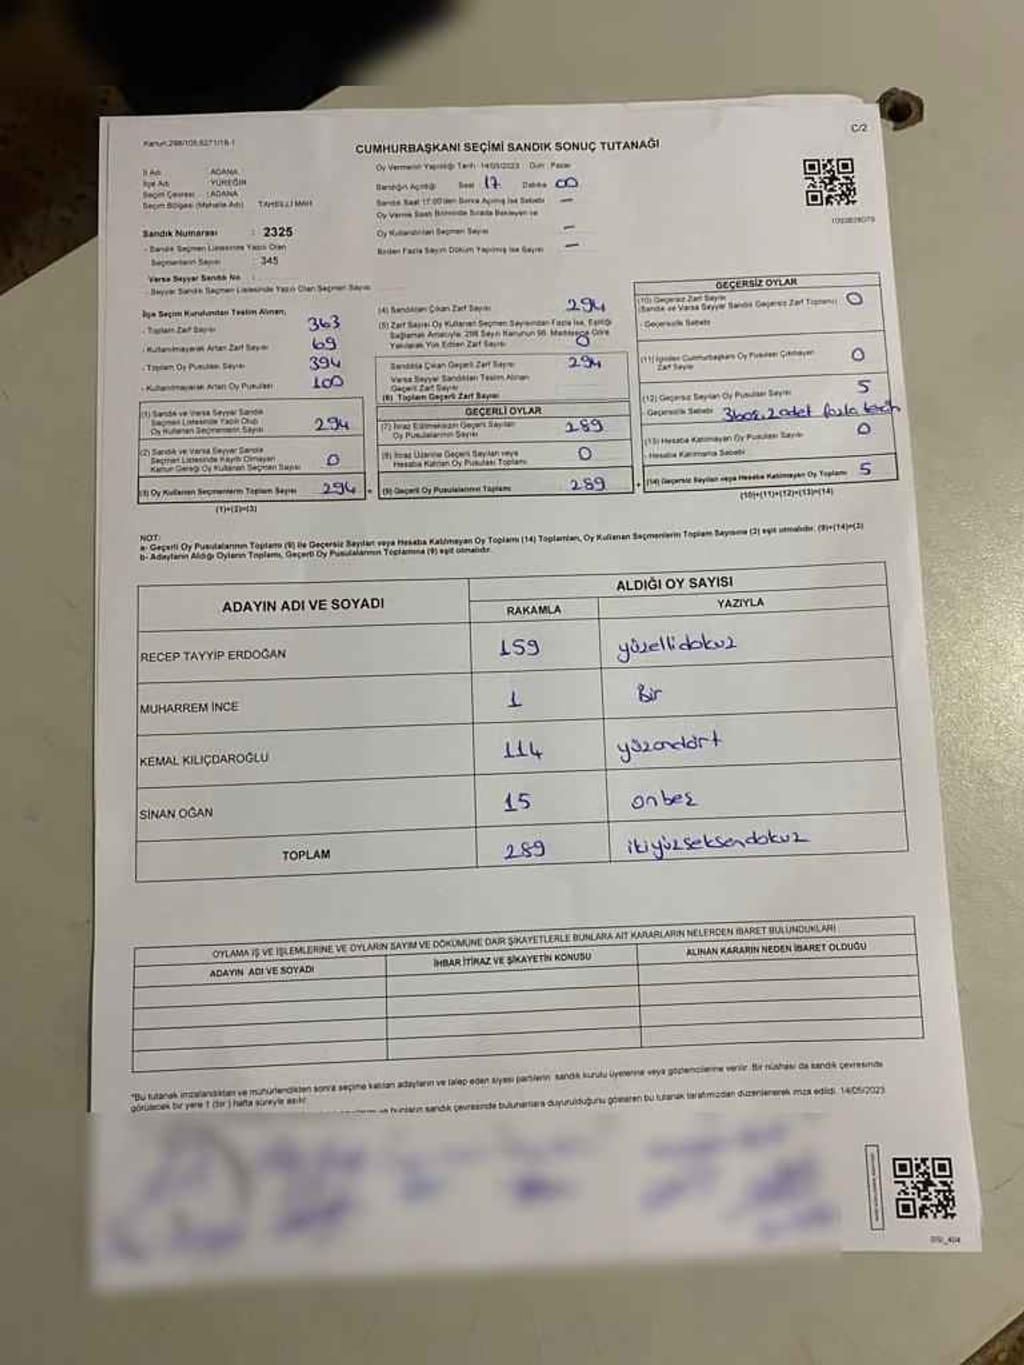 Kanun:298/105,6271/18-1
C/2
CUMHURBAŞKANI SEÇİMİ SANDIK SONUÇ TUTANAĞI
İl Adı : ADANA
İlçe Adı : YÜREĞİR
Seçim Çevresi : ADANA
Seçim Bölgesi (Mahalle Adı) TAHSİLLİ MAH
Sandık Numarası : 2325
- Sandık Seçmen Listesinde Yazılı Olan
Seçmenlerin Sayısı : 345
Varsa Seyyar Sandık No :
- Seyyar Sandık Listesinde Yazılı Olan Seçmen Sayısı
Oy Vermenin Yapıldığı Tarih : 14/05/2023 Gün : Pazar
Sandığın Açıldığı Saat 17 Dakika 00
Sandık Saat 17:00'den Sonra Açılmış İse Sebebi —
Oy Verme Saati Bitiminde Sırada Bekleyen ve
Oy Kullandırılan Seçmen Sayısı —
Birden Fazla Sayım Döküm Yapılmış İse Sayısı —
İlçe Seçim Kurulundan Teslim Alınan,
- Toplam Zarf Sayısı 363
- Kullanılmayarak Artan Zarf Sayısı 69
- Toplam Oy Pusulası Sayısı 394
- Kullanılmayarak Artan Oy Pusulası 100
(1) Sandık ve Varsa Seyyar Sandık
Seçmen Listesinde Yazılı Olup
Oy Kullanan Seçmenlerin Sayısı 294
(2) Sandık ve Varsa Seyyar Sandık
Seçmen Listesinde Kayıtlı Olmayan
Kanun Gereği Oy Kullanan Seçmen Sayısı 0
(3) Oy Kullanan Seçmenlerin Toplam Sayısı 294
(1)+(2)=(3)
(4) Sandıktan Çıkan Zarf Sayısı 294
(5) Zarf Sayısı Oy Kullanan Seçmen Sayısından Fazla İse, Eşitliği
Sağlamak Amacıyla, 298 Sayılı Kanunun 98. Maddesine Göre
Yakılarak Yok Edilen Zarf Sayısı 0
Sandıkta Çıkan Geçerli Zarf Sayısı 294
Varsa Seyyar Sandıktan Teslim Alınan
Geçerli Zarf Sayısı
(6) Toplam Geçerli Zarf Sayısı
GEÇERLİ OYLAR
(7) İtiraz Edilmeksizin Geçerli Sayılan
Oy Pusulalarının Sayısı 289
(8) İtiraz Üzerine Geçerli Sayılan veya
Hesaba Katılan Oy Pusulası Toplamı 0
= (9) Geçerli Oy Pusulalarının Toplamı 289
GEÇERSİZ OYLAR
(10) Geçersiz Zarf Sayısı
(Sandık ve Varsa Seyyar Sandık Geçersiz Zarf Toplamı) 0
- Geçersizlik Sebebi
(11) İçinden Cumhurbaşkanı Oy Pusulası Çıkmayan
Zarf Sayısı 0
(12) Geçersiz Sayılan Oy Pusulası Sayısı 5
- Geçersizlik Sebebi 3 boş, 2 adet fazla tercih
(13) Hesaba Katılmayan Oy Pusulası Sayısı 0
- Hesaba Katılmama Sebebi
+ (14) Geçersiz Sayılan veya Hesaba Katılmayan Oy Toplamı 5
(10)+(11)+(12)+(13)=(14)
NOT:
a- Geçerli Oy Pusulalarının Toplamı (9) ile Geçersiz Sayılan veya Hesaba Katılmayan Oy Toplamı (14) Toplamları, Oy Kullanan Seçmenlerin Toplam Sayısına (3) eşit olmalıdır. (9)+(14)=(3)
b- Adayların Aldığı Oyların Toplamı, Geçerli Oy Pusulalarının Toplamına (9) eşit olmalıdır.
ADAYIN ADI VE SOYADI
ALDIĞI OY SAYISI
RAKAMLA YAZIYLA
RECEP TAYYİP ERDOĞAN 159 yüzellidokuz
MUHARREM İNCE 1 Bir
KEMAL KILIÇDAROĞLU 114 yüzondört
SİNAN OĞAN 15 onbeş
TOPLAM 289 ikiyüzseksendokuz
OYLAMA İŞ VE İŞLEMLERİNE VE OYLARIN SAYIM VE DÖKÜMÜNE DAİR ŞİKAYETLERLE BUNLARA AİT KARARLARIN NELERDEN İBARET BULUNDUKLARI
ADAYIN ADI VE SOYADI İHBAR İTİRAZ VE ŞİKAYETİN KONUSU ALINAN KARARIN NEDEN İBARET OLDUĞU
*Bu tutanak imzalandıktan ve mühürlendikten sonra seçime katılan adayların ve talep eden siyasi partilerin sandık kurulu üyelerine veya gözlemcilerine verilir. Bir nüshası da sandık çevresinde
görülecek bir yere 1 (bir) hafta süreyle asılır.
bunların sandık çevresinde bulunanlara duyurulduğunu gösteren bu tutanak tarafımızdan düzenlenerek imza edildi. 14/05/2023